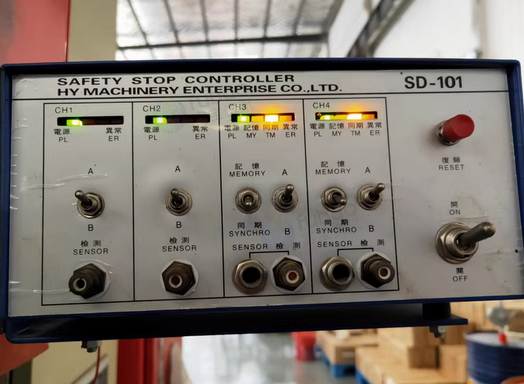 SAFETY STOP CONTROLLER
HY MACHINERY ENTERPRISE CO.,LTD.
SD-101
CH1
電源 異常
PL ER
A
B
檢測
SENSOR
CH2
電源 異常
PL ER
A
B
檢測
SENSOR
CH3
電源 記憶 同期 異常
PL MY TM ER
記憶
MEMORY A
同期
SYNCHRO B
SENSOR 檢測
CH4
電源 記憶 同期 異常
PL MY TM ER
記憶
MEMORY A
同期
SYNCHRO B
SENSOR 檢測
復歸
RESET
開
ON
關
OFF